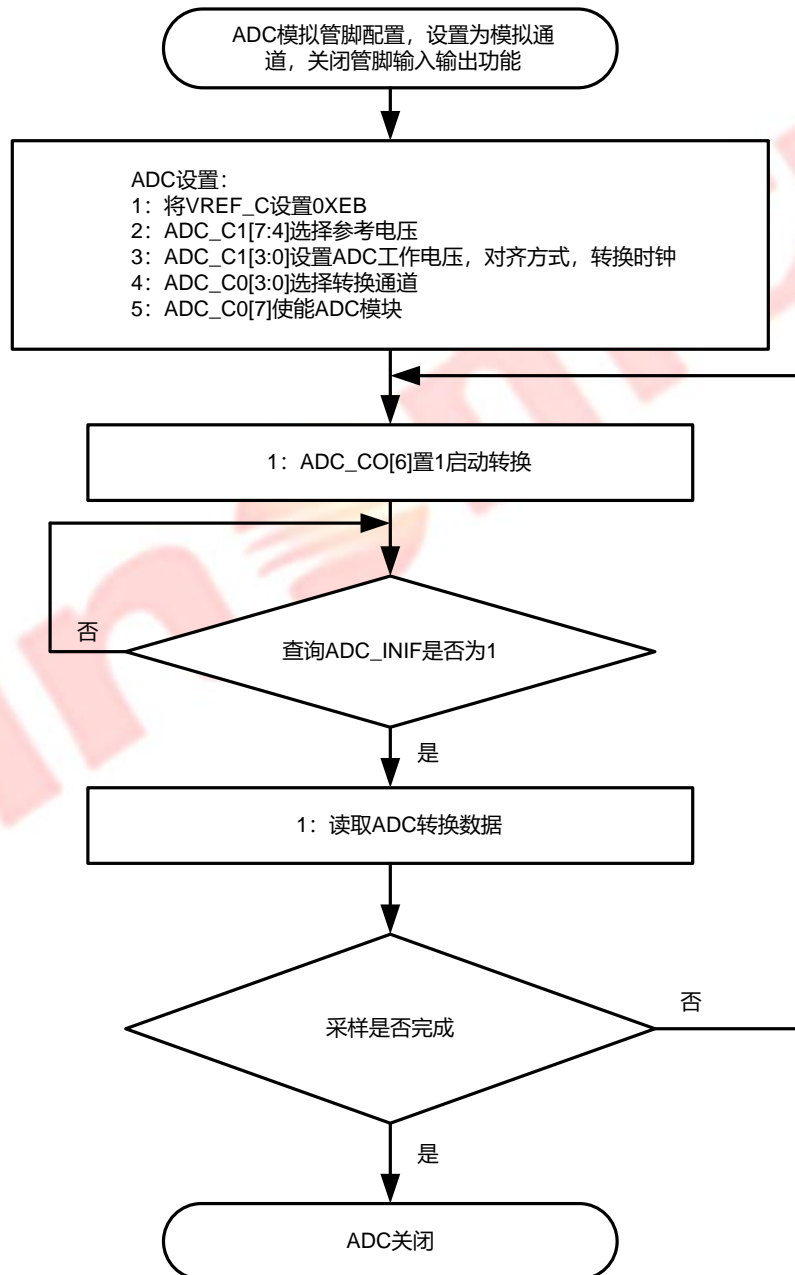 ADC模拟管脚配置，设置为模拟通
道，关闭管脚输入输出功能
ADC设置：
1：将VREF_C设置0XEB
2：ADC_C1[7:4]选择参考电压
3：ADC_C1[3:0]设置ADC工作电压，对齐方式，转换时钟
4：ADC_C0[3:0]选择转换通道
5：ADC_C0[7]使能ADC模块
1：ADC_CO[6]置1启动转换
否
查询ADC_INIF是否为1
是
1：读取ADC转换数据
否
采样是否完成
是
ADC关闭